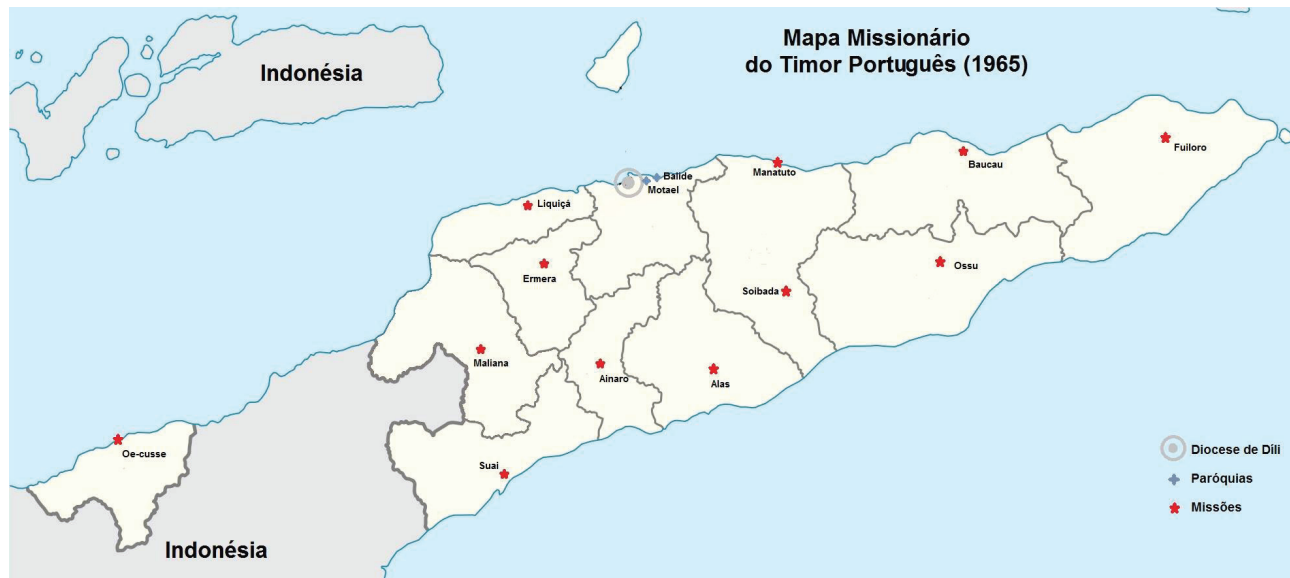 Mapa Missionário
do Timor Português (1965)
Indonésia
Fuiloro
Baucau
Manatuto
Balide
Motael
Liquiçá
Ossu
Ermera
Soibada
Maliana
Ainaro
Alas
Oe-cusse
Suai
Diocese de Díli
Paróquias
Missões
Indonésia